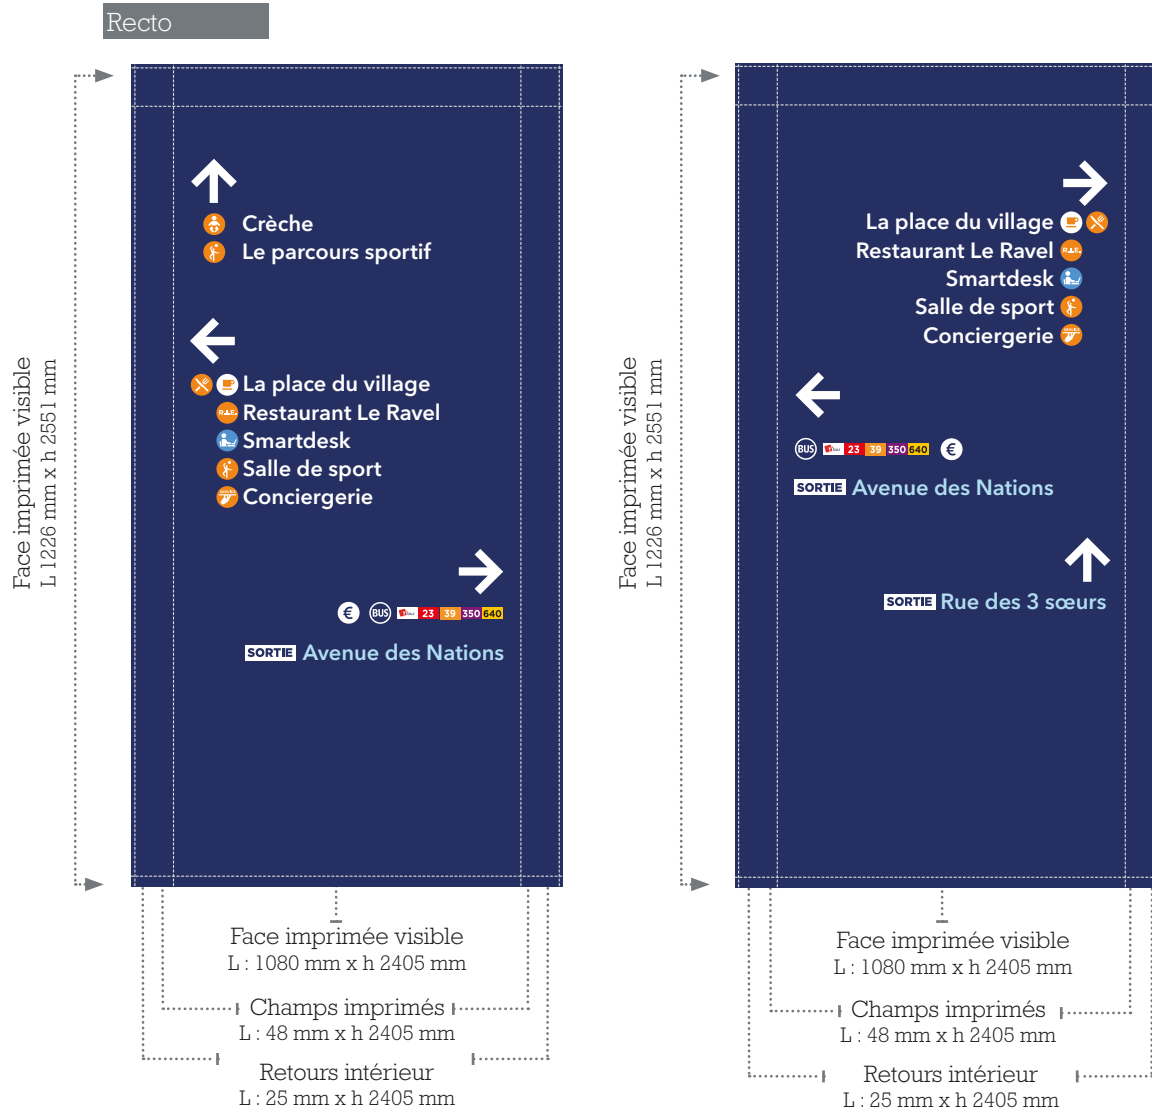 Recto
Face imprimée visible
L 1226 mm x h 2551 mm
Crèche
Le parcours sportif
La place du village
R.I.E. Restaurant Le Ravel
Smartdesk
Salle de sport
Conciergerie
€ BUS 23 39 350 640
SORTIE Avenue des Nations
Face imprimée visible
L : 1080 mm x h 2405 mm
Champs imprimés
L : 48 mm x h 2405 mm
Retours intérieur
L : 25 mm x h 2405 mm
Face imprimée visible
L 1226 mm x h 2551 mm
La place du village
Restaurant Le Ravel R.I.E.
Smartdesk
Salle de sport
Conciergerie
BUS 23 39 350 640 €
SORTIE Avenue des Nations
SORTIE Rue des 3 sœurs
Face imprimée visible
L : 1080 mm x h 2405 mm
Champs imprimés
L : 48 mm x h 2405 mm
Retours intérieur
L : 25 mm x h 2405 mm